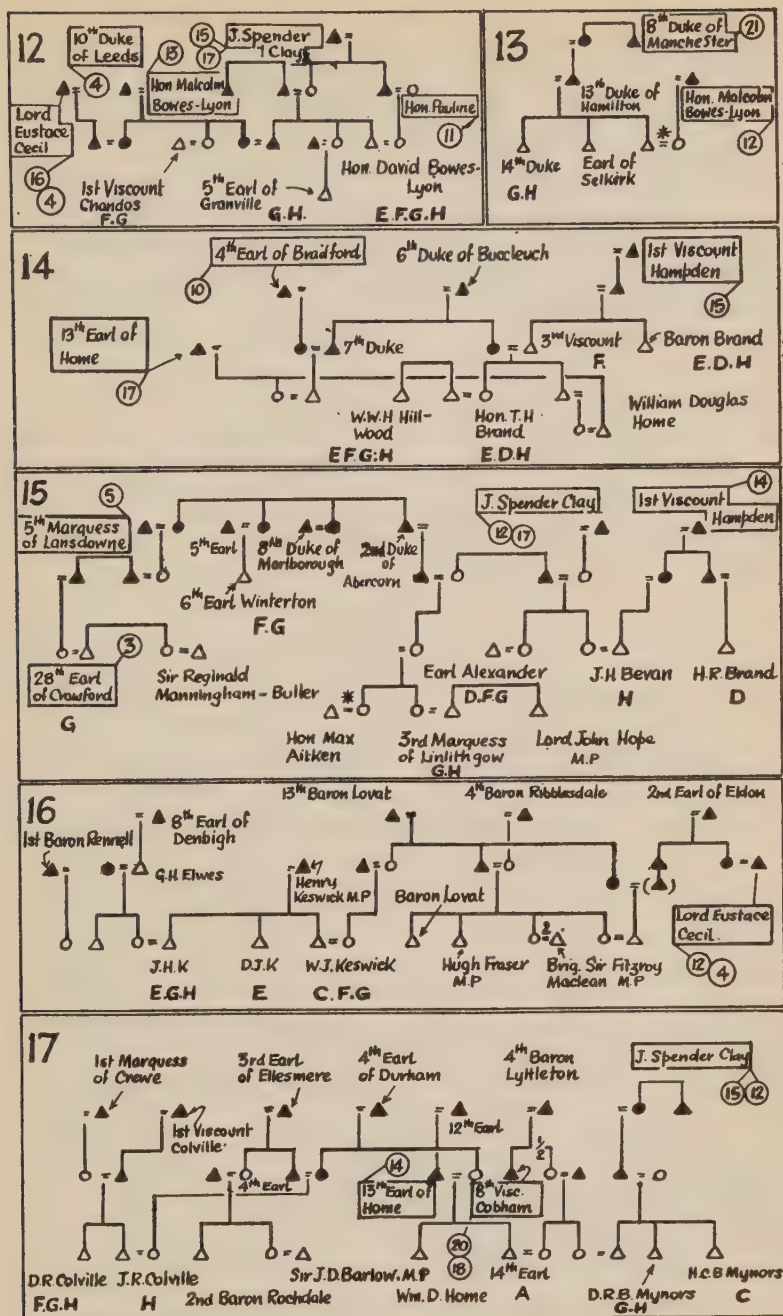 12
10th Duke
of Leeds
4
13
15
17
J. Spender
Clay
Hon Malcolm
Bowes-Lyon
Hon. Pauline
11
Lord
Eustace
Cecil
16
4
1st Viscount
Chandos
F.G
5th Earl of
Granville
G.H.
Hon. David Bowes-
Lyon
E.F.G.H
13
8th Duke of
Manchester
21
13th Duke of
Hamilton
Hon. Malcolm
Bowes-Lyon
12
*
14th Duke
G.H
Earl of
Selkirk
14
4th Earl of Bradford
10
6th Duke of Buccleuch
1st Viscount
Hampden
15
13th Earl of
Home
17
7th Duke
3rd Viscount
F.
Baron Brand
E.D.H
W.W.H Hill-
Wood
Hon. T.H
Brand
William Douglas
Home
E F.G:H
E.D.H
15
5
5th Marquess
of Lansdowne
5th Earl
8th Duke of
Marlborough
2nd Duke
of
Abercorn
J. Spender Clay
12 17
14
1st Viscount
Hampden
6th Earl Winterton
F.G
28th Earl
of Crawford
3
G
Sir Reginald
Manningham-Buller
Earl Alexander
D.F.G
J.H Bevan
H
H.R. Brand
D
*
Hon Max
Aitken
3rd Marquess
of Linlithgow
G.H
Lord John Hope
M.P
16
13th Baron Lovat
4th Baron Ribblesdale
2nd Earl of Eldon
1st Baron Rennell
8th Earl of
Denbigh
G.H. Elwes
Henry
Keswick M.P
Baron Lovat
Lord Eustace
Cecil.
12 4
J.H.K
E.G.H
D.J.K
E
W.J. Keswick
C. F.G
Hugh Fraser
M.P
2
Brig. Sir Fitzroy
Maclean M.P
17
1st Marquess
of Crewe
3rd Earl
of Ellesmere
4th Earl
of Durham
4th Baron
Lyttleton
J. Spender Clay
15 12
1st Viscount
Colville
12th Earl
1/2
4th Earl
14
13th Earl of
Home
8th Visc.
Cobham
20
18
D.R. Colville
F.G.H
J.R. Colville
H
2nd Baron Rochdale
Sir J.D. Barlow. M.P
Wm. D. Home
14th Earl
A
D.R.B. Mynors
G-H
H.C.B Mynors
C